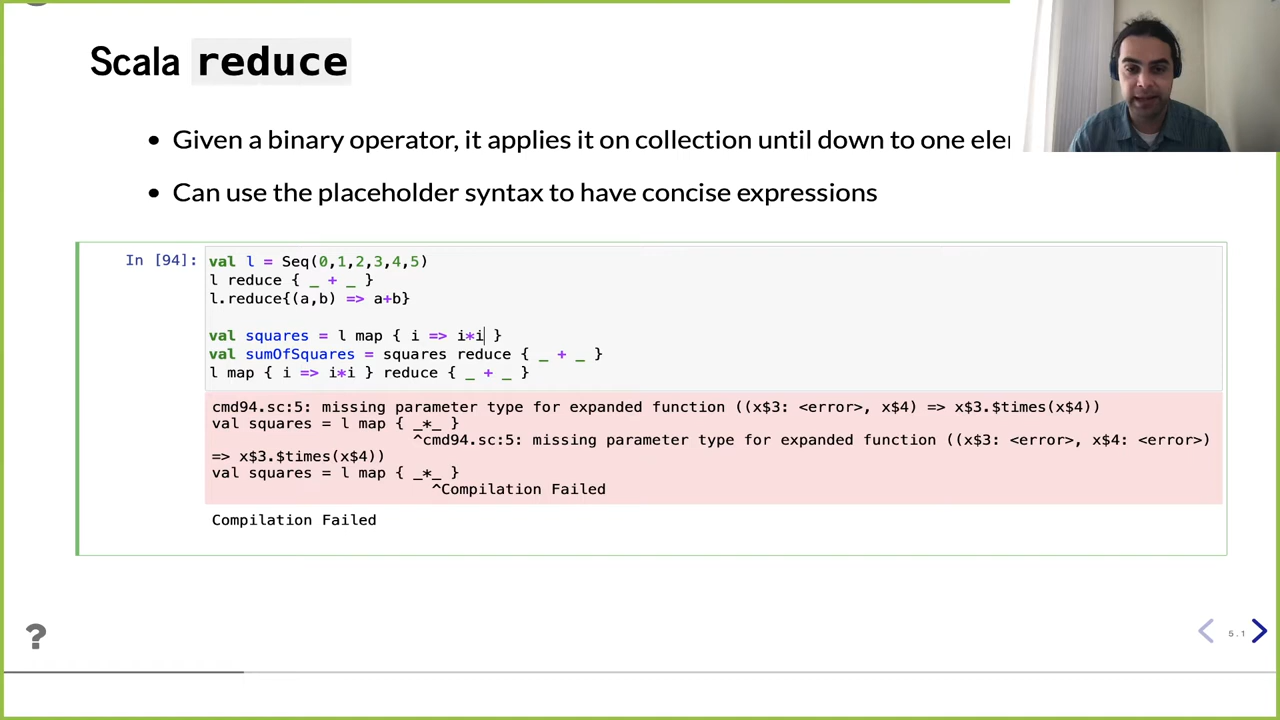 Scala reduce
• Given a binary operator, it applies it on collection until down to one
• Can use the placeholder syntax to have concise expressions
In [94]:
val l = Seq(0,1,2,3,4,5)
l reduce { _ + _ }
l.reduce{(a,b) => a+b}
val squares = l map { i => i*i }
val sumOfSquares = squares reduce { _ + _ }
l map { i => i*i } reduce { _ + _ }
cmd94.sc:5: missing parameter type for expanded function ((x$3: <error>, x$4) => x$3.$times(x$4))
val squares = l map { _*_ }
^cmd94.sc:5: missing parameter type for expanded function ((x$3: <error>, x$4: <error>)
=> x$3.$times(x$4))
val squares = l map { _*_ }
^Compilation Failed
Compilation Failed
?
5.1